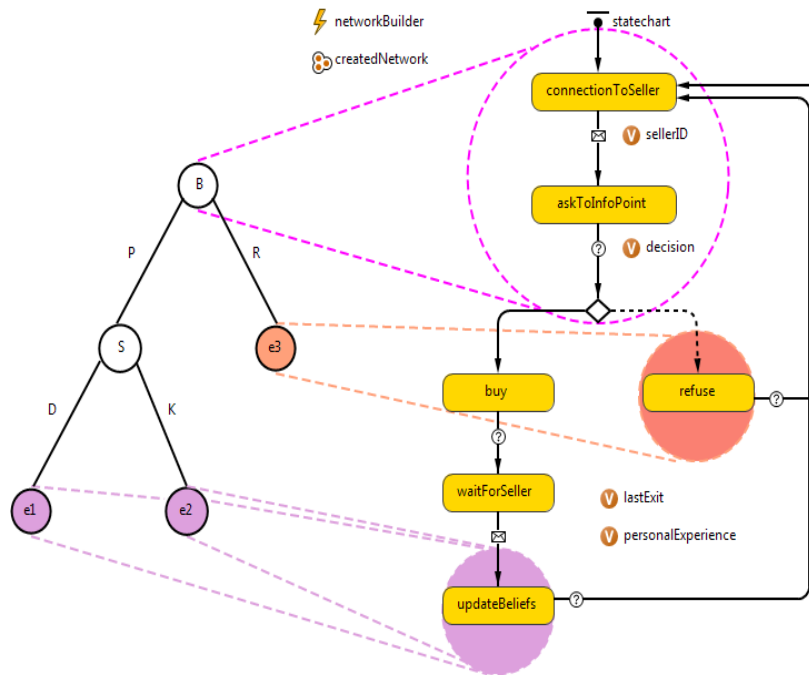 networkBuilder
statechart
createdNetwork
connectionToSeller
V sellerID
B
askToInfoPoint
P
R
? V decision
S
e3
D
K
buy
refuse
?
?
waitForSeller
V lastExit
e1
e2
V personalExperience
updateBeliefs
?